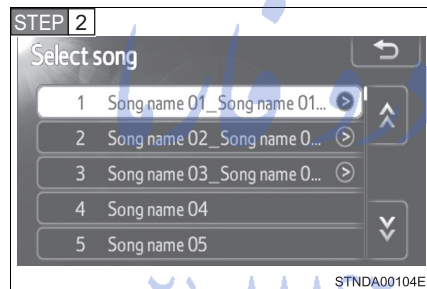 STEP 2
Select song
1 Song name 01_Song name 01...
2 Song name 02_Song name 0...
3 Song name 03_Song name 0...
4 Song name 04
5 Song name 05
STNDA00104E